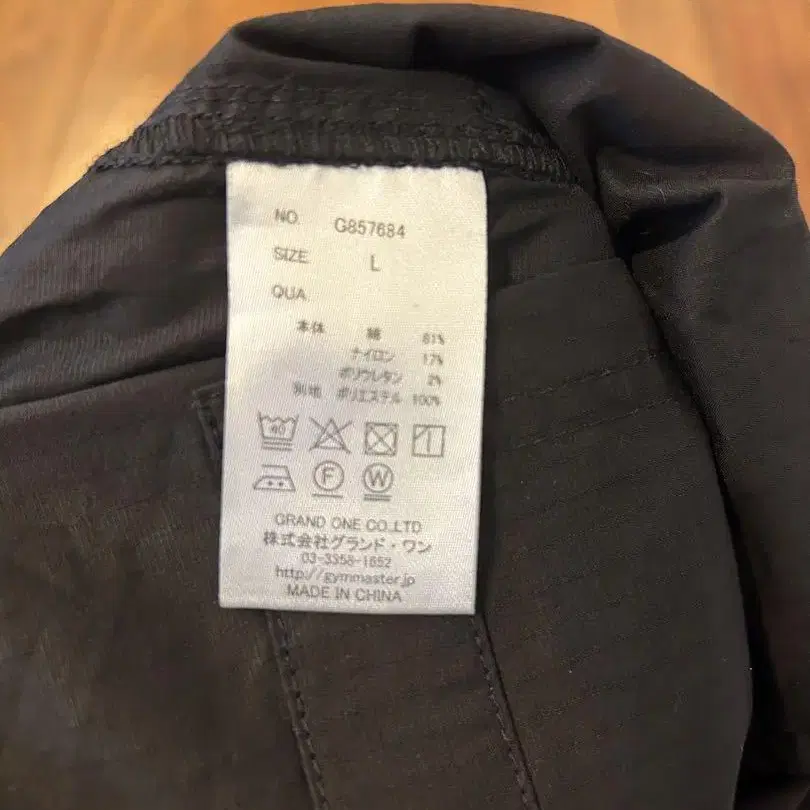 NO. G857684
SIZE L
QUA
本体 綿 81%
ナイロン 17%
ポリウレタン 2%
別地 ポリエステル 100%
40
F W
GRAND ONE CO.,LTD
株式会社グランド・ワン
03-3358-1652
http://gymmaster.jp
MADE IN CHINA